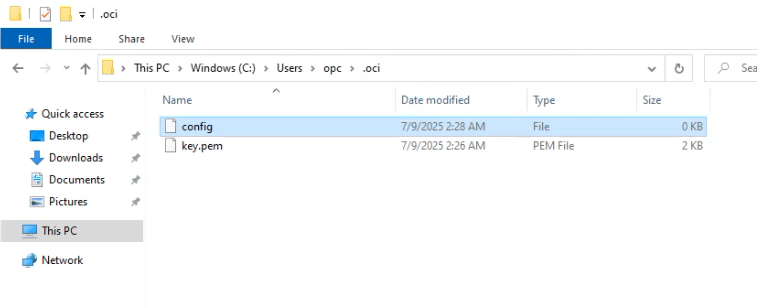 .oci
File Home Share View
This PC Windows (C:) Users opc .oci Sea
Name Date modified Type Size
Quick access
Desktop
Downloads
Documents
Pictures
This PC
Network
config 7/9/2025 2:28 AM File 0 KB
key.pem 7/9/2025 2:26 AM PEM File 2 KB